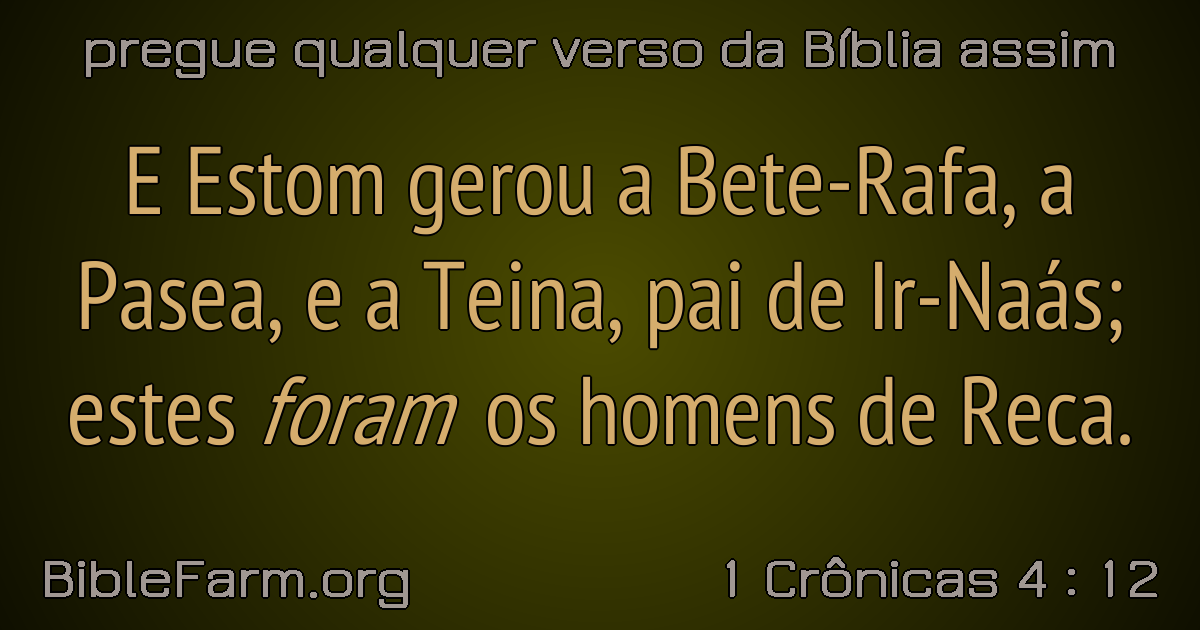 pregue qualquer verso da Bíblia assim
E Estom gerou a Bete-Rafa, a
Pasea, e a Teina, pai de Ir-Naás;
estes foram os homens de Reca.
BibleFarm.org
1 Crônicas 4 : 12